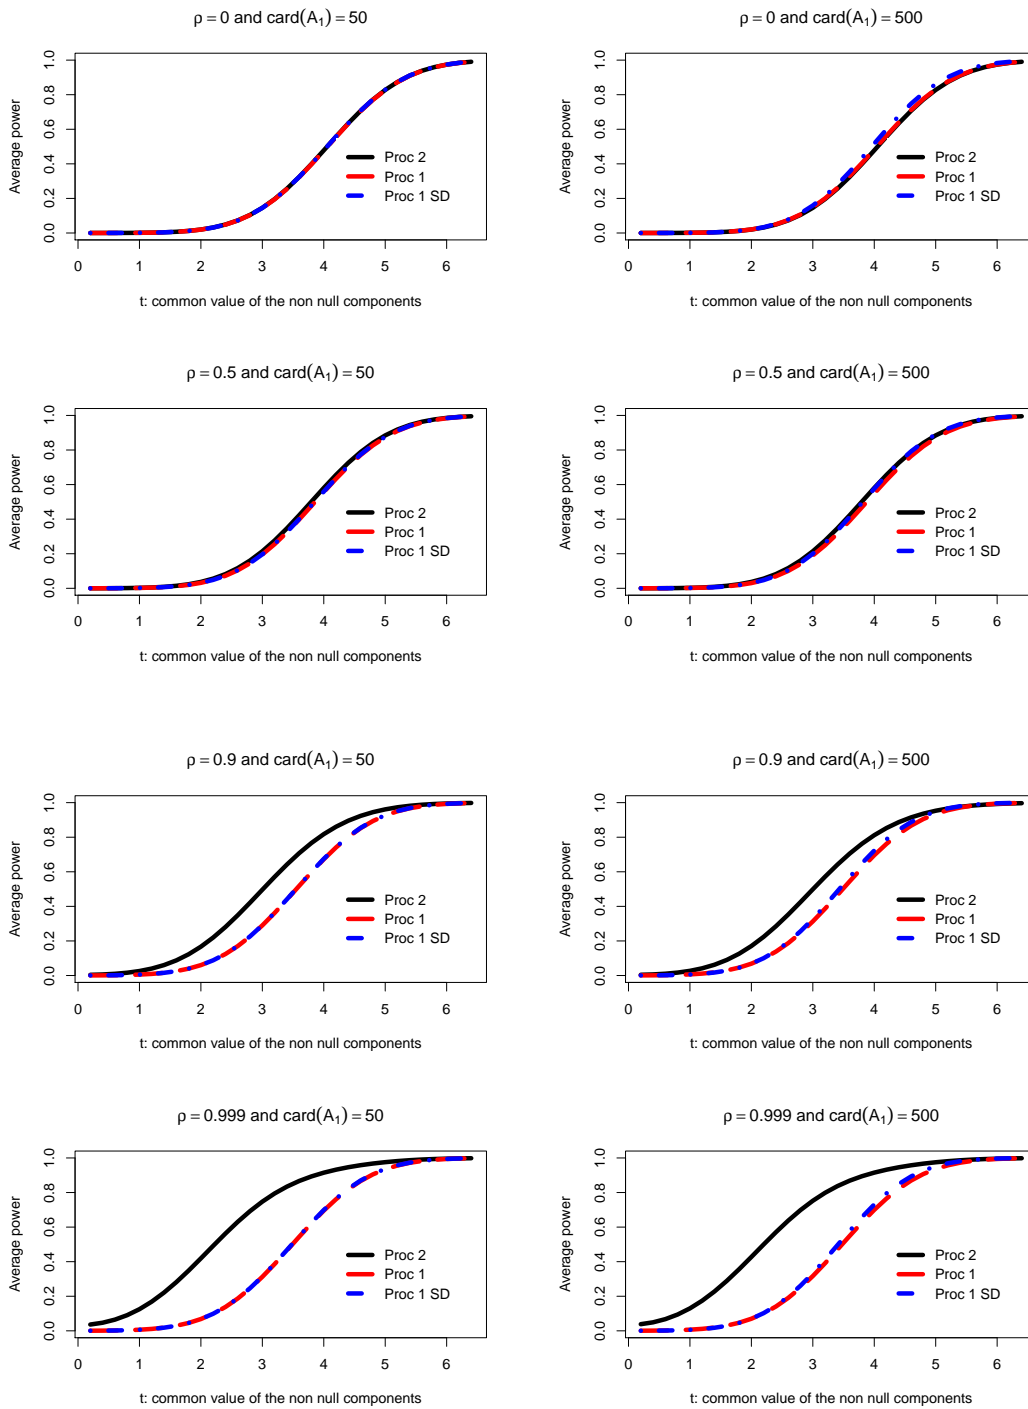 ρ = 0 and card(A₁) = 50
Average power
0.0 0.2 0.4 0.6 0.8 1.0
Proc 2
Proc 1
Proc 1 SD
0 1 2 3 4 5 6
t: common value of the non null components
ρ = 0 and card(A₁) = 500
Average power
0.0 0.2 0.4 0.6 0.8 1.0
Proc 2
Proc 1
Proc 1 SD
0 1 2 3 4 5 6
t: common value of the non null components
ρ = 0.5 and card(A₁) = 50
Average power
0.0 0.2 0.4 0.6 0.8 1.0
Proc 2
Proc 1
Proc 1 SD
0 1 2 3 4 5 6
t: common value of the non null components
ρ = 0.5 and card(A₁) = 500
Average power
0.0 0.2 0.4 0.6 0.8 1.0
Proc 2
Proc 1
Proc 1 SD
0 1 2 3 4 5 6
t: common value of the non null components
ρ = 0.9 and card(A₁) = 50
Average power
0.0 0.2 0.4 0.6 0.8 1.0
Proc 2
Proc 1
Proc 1 SD
0 1 2 3 4 5 6
t: common value of the non null components
ρ = 0.9 and card(A₁) = 500
Average power
0.0 0.2 0.4 0.6 0.8 1.0
Proc 2
Proc 1
Proc 1 SD
0 1 2 3 4 5 6
t: common value of the non null components
ρ = 0.999 and card(A₁) = 50
Average power
0.0 0.2 0.4 0.6 0.8 1.0
Proc 2
Proc 1
Proc 1 SD
0 1 2 3 4 5 6
t: common value of the non null components
ρ = 0.999 and card(A₁) = 500
Average power
0.0 0.2 0.4 0.6 0.8 1.0
Proc 2
Proc 1
Proc 1 SD
0 1 2 3 4 5 6
t: common value of the non null components